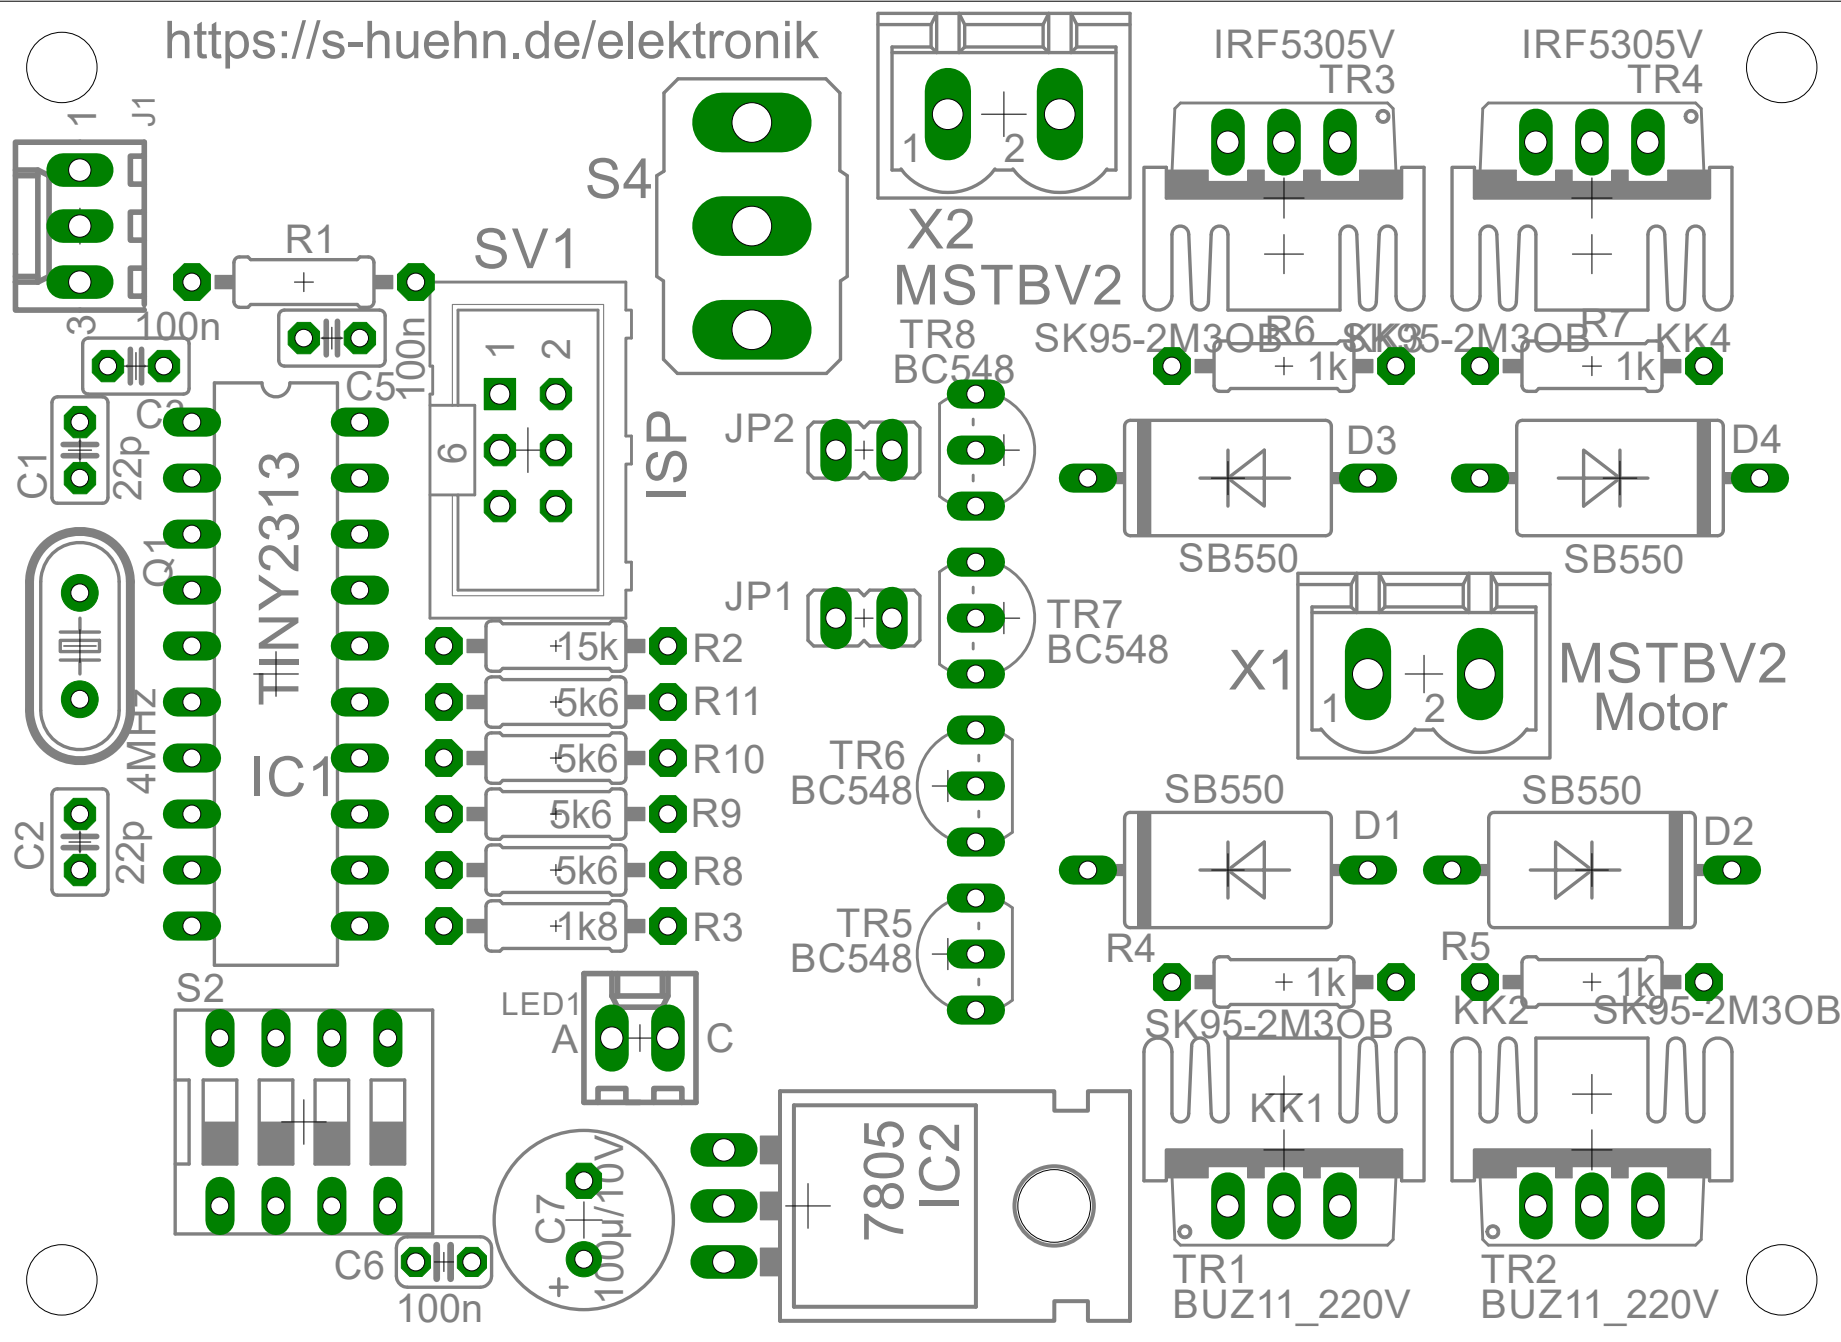 https://s-huehn.de/elektronik
IRF5305V
TR3
IRF5305V
TR4
1
J1
3
S4
1
2
X2
MSTBV2
R1
SV1
100n
100n
C5
C3
1
2
6
ISP
TR8
BC548
SK95-2M3OB
R6
KK3
1k
SK95-2M3OB
R7
KK4
1k
C1
22p
TINY2313
IC1
JP2
D3
SB550
D4
SB550
Q1
4MHz
JP1
TR7
BC548
X1
1
2
MSTBV2
Motor
15k
R2
5k6
R11
5k6
R10
5k6
R9
5k6
R8
1k8
R3
TR6
BC548
SB550
D1
SB550
D2
C2
22p
TR5
BC548
R4
1k
SK95-2M3OB
R5
1k
KK2
SK95-2M3OB
S2
LED1
A
C
KK1
C7
100µ/10V
+
7805
IC2
C6
100n
TR1
BUZ11_220V
TR2
BUZ11_220V